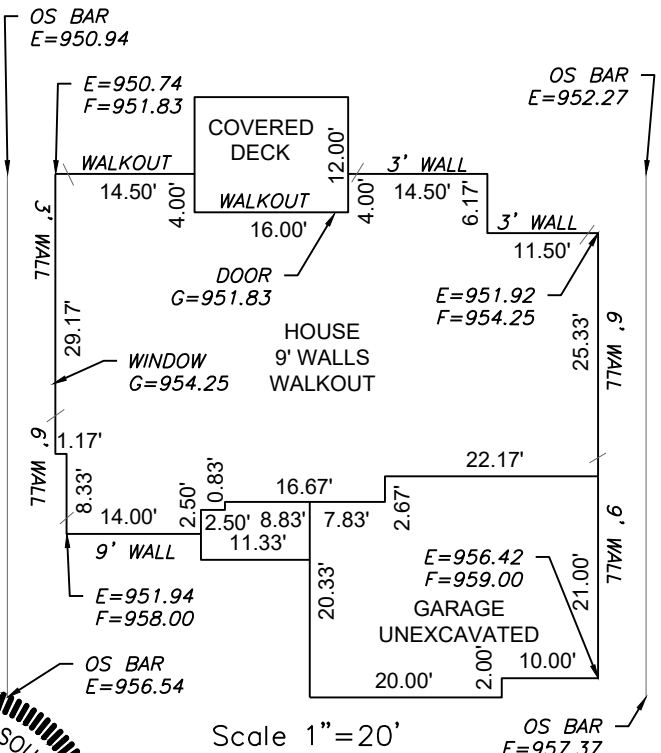 OS BAR
E=950.94
E=950.74
F=951.83
OS BAR
E=952.27
COVERED
DECK
12.00'
WALKOUT
14.50'
4.00'
WALKOUT
16.00'
4.00'
3' WALL
14.50'
6.17'
3' WALL
11.50'
3' WALL
29.17'
DOOR
G=951.83
E=951.92
F=954.25
HOUSE
9' WALLS
WALKOUT
25.33'
6' WALL
WINDOW
G=954.25
6' WALL
1.17'
8.33'
14.00'
9' WALL
2.50'
0.83'
2.50'
16.67'
8.83'
11.33'
7.83'
2.67'
22.17'
20.33'
9' WALL
21.00'
E=956.42
F=959.00
GARAGE
UNEXCAVATED
E=951.94
F=958.00
2.00'
10.00'
20.00'
OS BAR
E=956.54
Scale 1"=20'
OS BAR
E=957.37